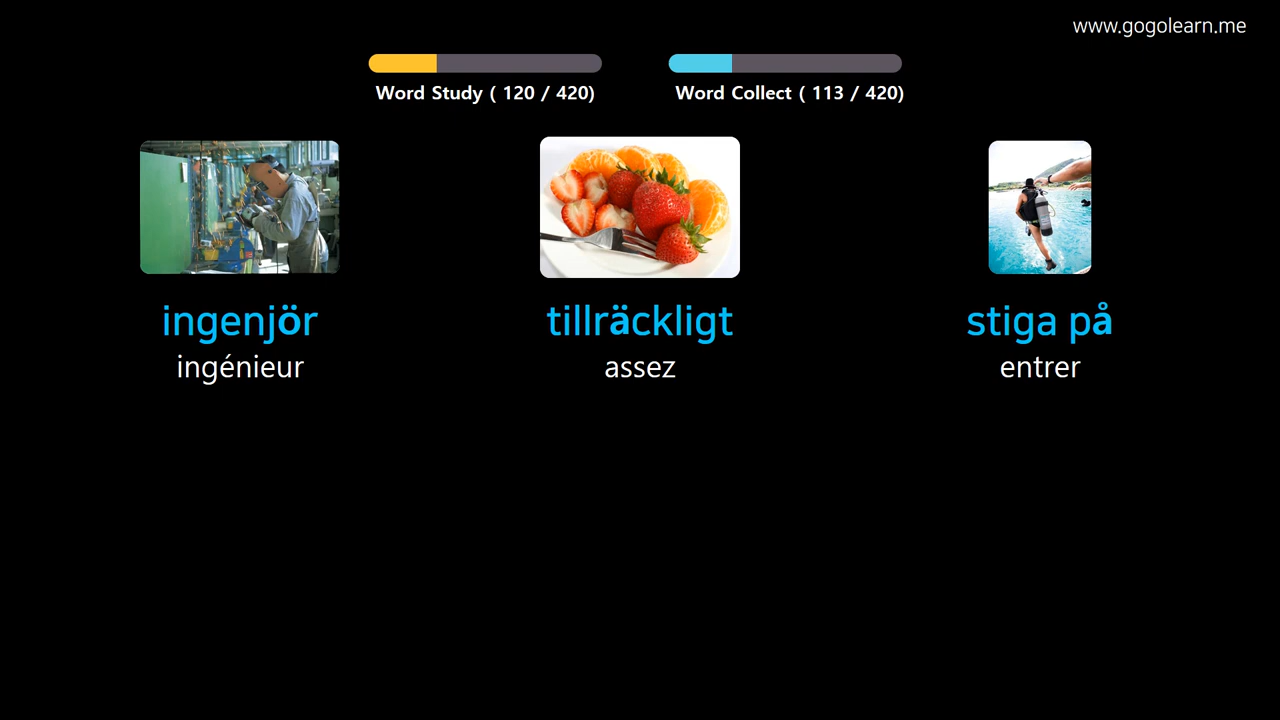 www.gogolearn.me
Word Study ( 120 / 420)
Word Collect ( 113 / 420)
ingenjör
tillräckligt
stiga på
ingénieur
assez
entrer